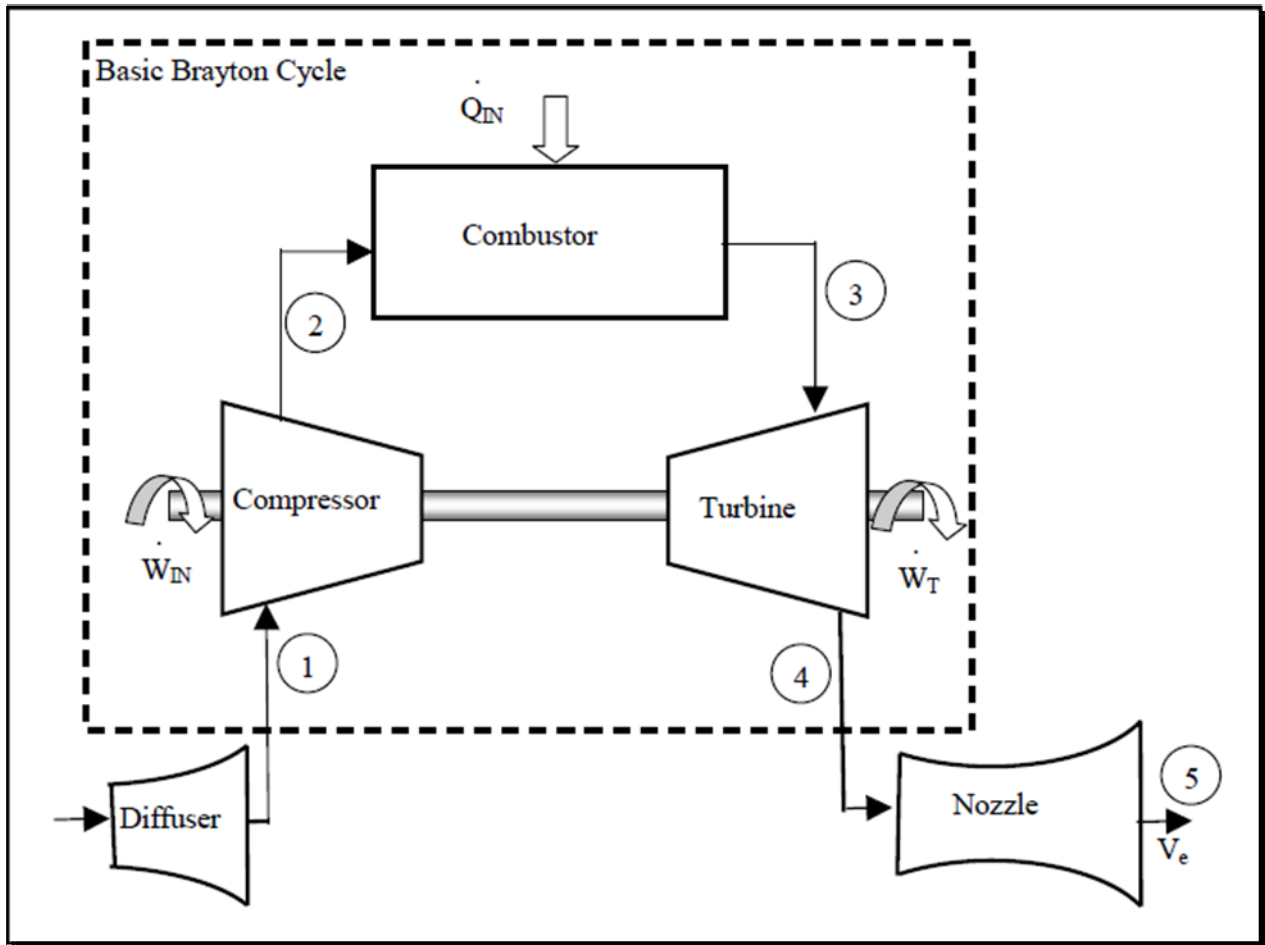 Basic Brayton Cycle
Q̇IN
Combustor
2
3
Compressor
Turbine
ẆIN
ẆT
1
4
Diffuser
Nozzle
5
Ve